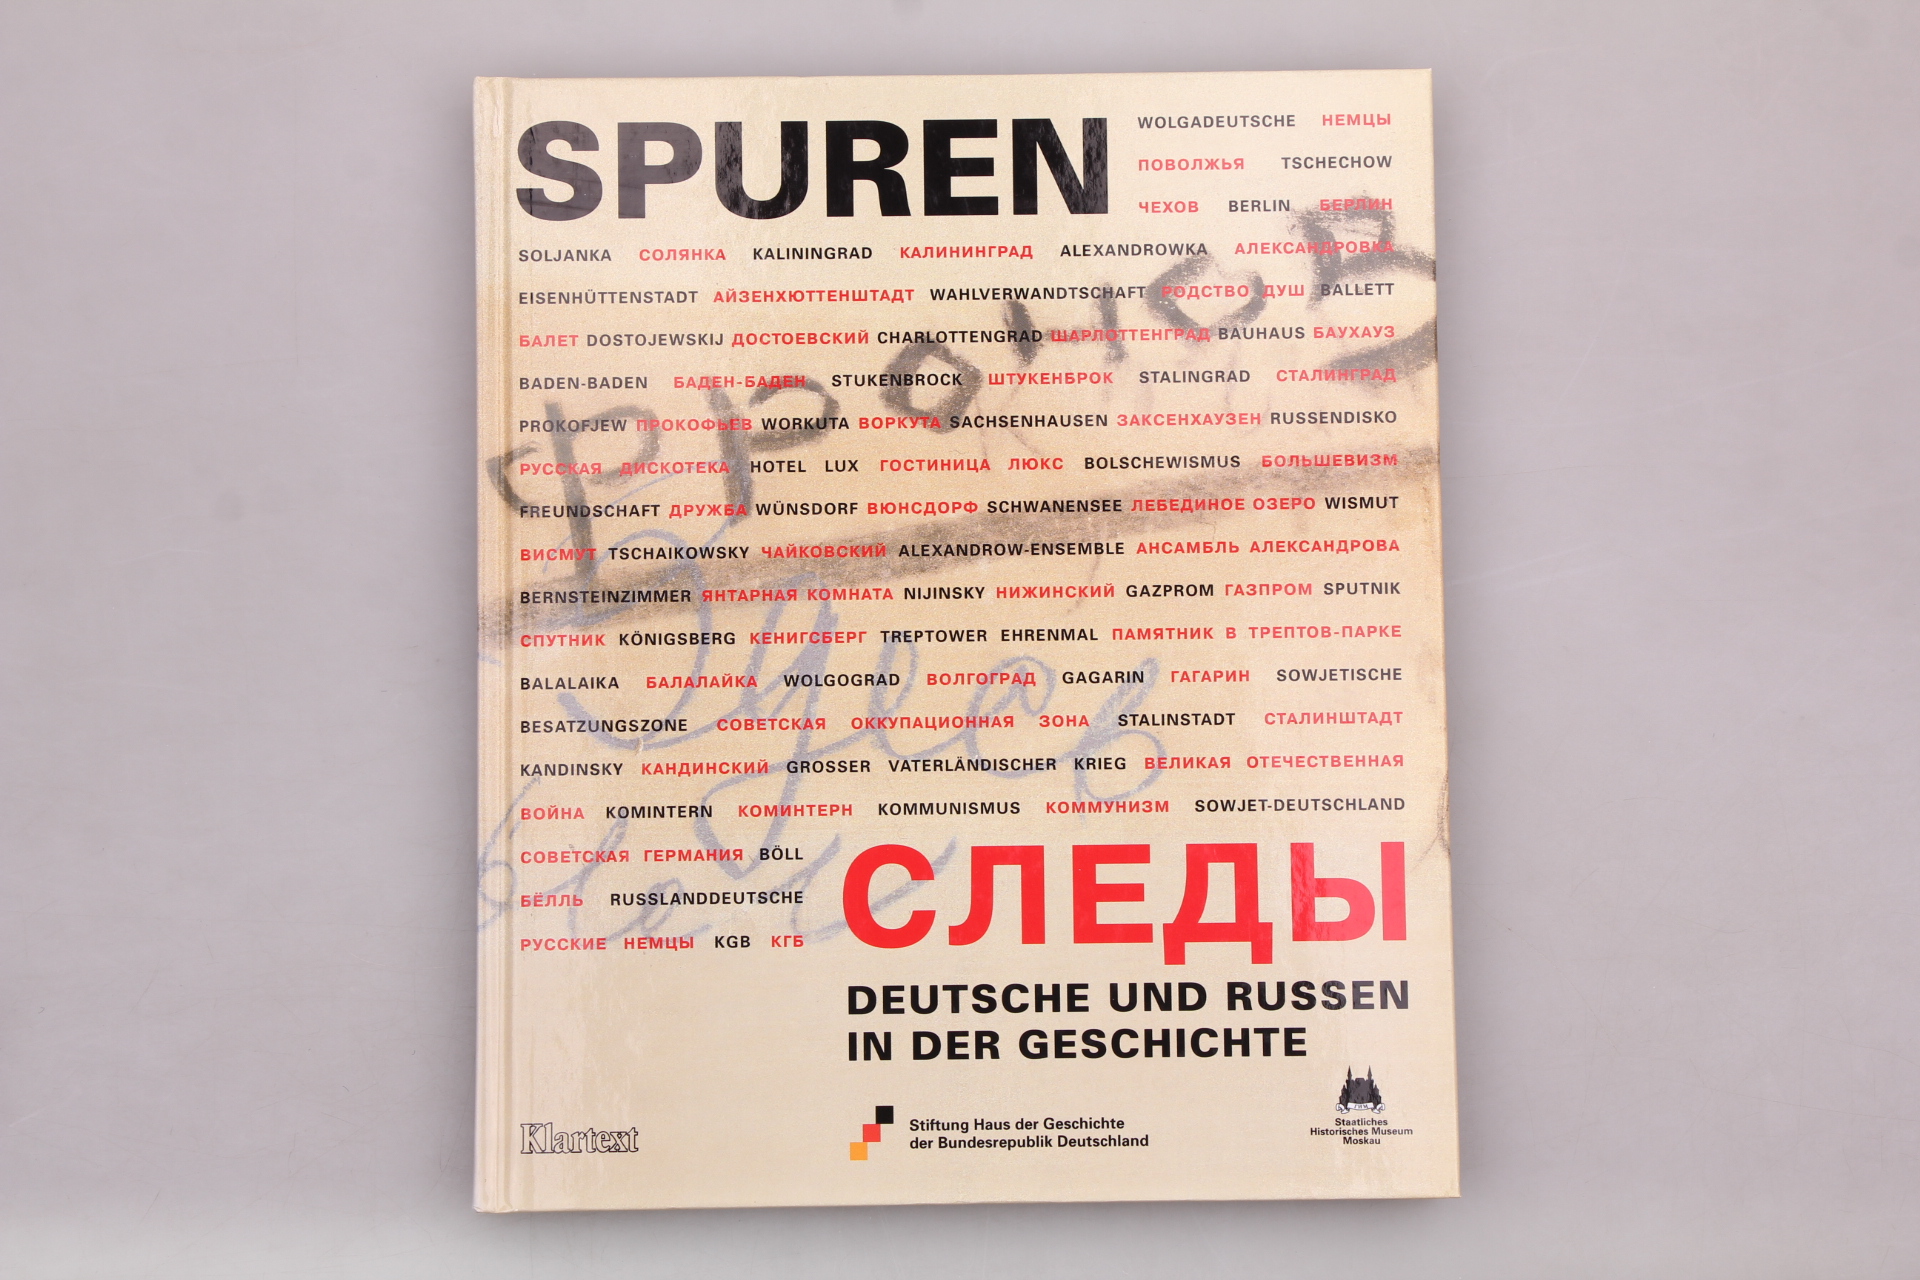 SPUREN
WOLGADEUTSCHE НЕМЦЫ
ПОВОЛЖЬЯ TSCHECHOW
ЧЕХОВ BERLIN БЕРЛИН
SOLJANKA СОЛЯНКА KALININGRAD КАЛИНИНГРАД ALEXANDROWKA АЛЕКСАНДРОВКА
EISENHÜTTENSTADT АЙЗЕНХЮТТЕНШТАДТ WAHLVERWANDTSCHAFT РОДСТВО ДУШ BALLETT
БАЛЕТ DOSTOJEWSKIJ ДОСТОЕВСКИЙ CHARLOTTENGRAD ШАРЛОТТЕНГРАД BAUHAUS БАУХАУЗ
BADEN-BADEN БАДЕН-БАДЕН STUKENBROCK ШТУКЕНБРОК STALINGRAD СТАЛИНГРАД
PROKOFJEW ПРОКОФЬЕВ WORKUTA ВОРКУТА SACHSENHAUSEN ЗАКСЕНХАУЗЕН RUSSENDISKO
РУССКАЯ ДИСКОТЕКА HOTEL LUX ГОСТИНИЦА ЛЮКС BOLSCHEWISMUS БОЛЬШЕВИЗМ
FREUNDSCHAFT ДРУЖБА WÜNSDORF ВЮНСДОРФ SCHWANENSEE ЛЕБЕДИНОЕ ОЗЕРО WISMUT
ВИСМУТ TSCHAIKOWSKY ЧАЙКОВСКИЙ ALEXANDROW-ENSEMBLE АНСАМБЛЬ АЛЕКСАНДРОВА
BERNSTEINZIMMER ЯНТАРНАЯ КОМНАТА NIJINSKY НИЖИНСКИЙ GAZPROM ГАЗПРОМ SPUTNIK
СПУТНИК KÖNIGSBERG КЕНИГСБЕРГ TREPTOWER EHRENMAL ПАМЯТНИК В ТРЕПТОВ-ПАРКЕ
BALALAIKA БАЛАЛАЙКА WOLGOGRAD ВОЛГОГРАД GAGARIN ГАГАРИН SOWJETISCHE
BESATZUNGSZONE СОВЕТСКАЯ ОККУПАЦИОННАЯ ЗОНА STALINSTADT СТАЛИНШТАДТ
KANDINSKY КАНДИНСКИЙ GROSSER VATERLÄNDISCHER KRIEG ВЕЛИКАЯ ОТЕЧЕСТВЕННАЯ
ВОЙНА KOMINTERN КОМИНТЕРН KOMMUNISMUS КОММУНИЗМ SOWJET-DEUTSCHLAND
СОВЕТСКАЯ ГЕРМАНИЯ BÖLL
БЁЛЛЬ RUSSLANDDEUTSCHE
РУССКИЕ НЕМЦЫ KGB КГБ
СЛЕДЫ
DEUTSCHE UND RUSSEN
IN DER GESCHICHTE
Klartext
Stiftung Haus der Geschichte
der Bundesrepublik Deutschland
ГИМ
Staatliches
Historisches Museum
Moskau